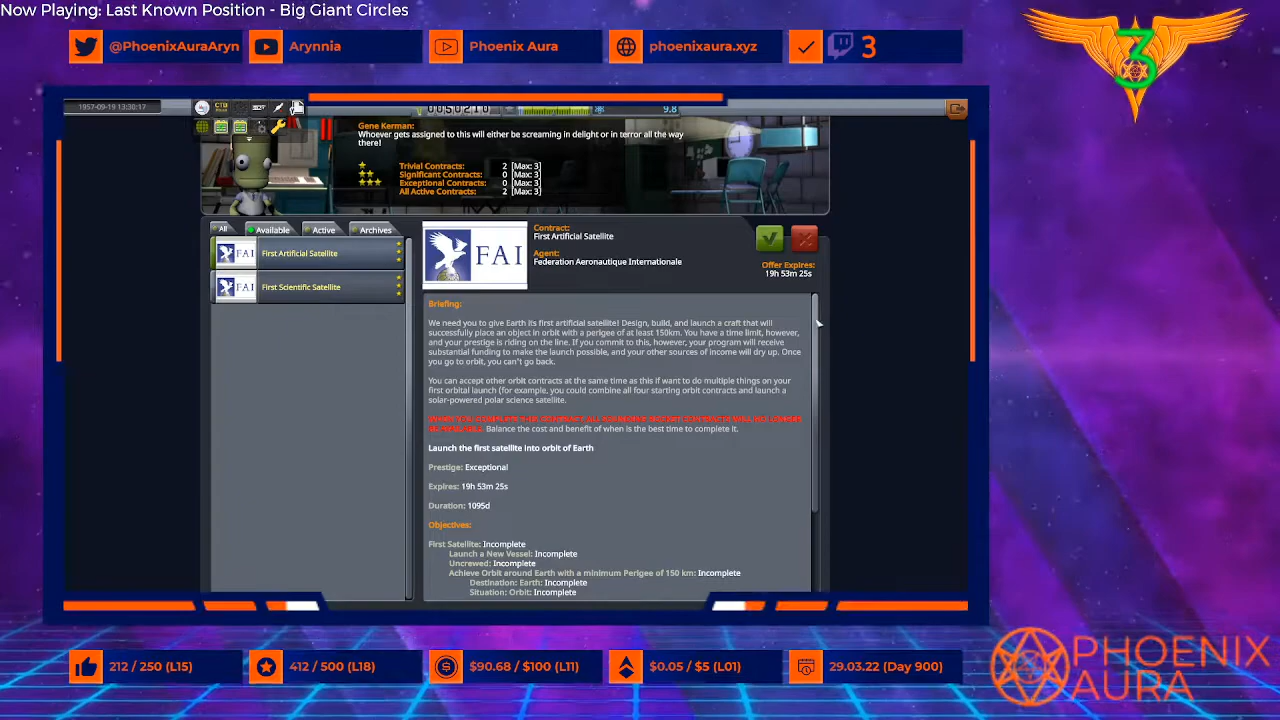 Now Playing: Last Known Position - Big Giant Circles
@PhoenixAuraAryn
Arynnia
Phoenix Aura
phoenixaura.xyz
3
3
1957-09-19 13:30:17
9.8
Gene Kerman:
Whoever gets assigned to this will either be screaming in delight or in terror all the way
there!
Trivial Contracts: 2 [Max: 3]
Significant Contracts: 0 [Max: 3]
Exceptional Contracts: 0 [Max: 3]
All Active Contracts: 2 [Max: 3]
All
Available
Active
Archives
First Artificial Satellite
First Scientific Satellite
FAI
Contract:
First Artificial Satellite
Agent:
Federation Aeronautique Internationale
Offer Expires:
19h 53m 25s
Briefing:
We need you to give Earth its first artificial satellite! Design, build, and launch a craft that will
successfully place an object in orbit with a perigee of at least 150km. You have a time limit, however,
and your prestige is riding on the line. If you commit to this, however, your program will receive
substantial funding to make the launch possible, and your other sources of income will dry up. Once
you go to orbit, you can't go back.
You can accept other orbit contracts at the same time as this if want to do multiple things on your
first orbital launch (for example, you could combine all four starting orbit contracts and launch a
solar-powered polar science satellite.
Balance the cost and benefit of when is the best time to complete it.
Launch the first satellite into orbit of Earth
Prestige: Exceptional
Expires: 19h 53m 25s
Duration: 1095d
Objectives:
First Satellite: Incomplete
Launch a New Vessel: Incomplete
Uncrewed: Incomplete
Achieve Orbit around Earth with a minimum Perigee of 150 km: Incomplete
Destination: Earth: Incomplete
Situation: Orbit: Incomplete
212 / 250 (L15)
412 / 500 (L18)
$90.68 / $100 (L11)
$0.05 / $5 (L01)
29.03.22 (Day 900)
PHOENIX
AURA